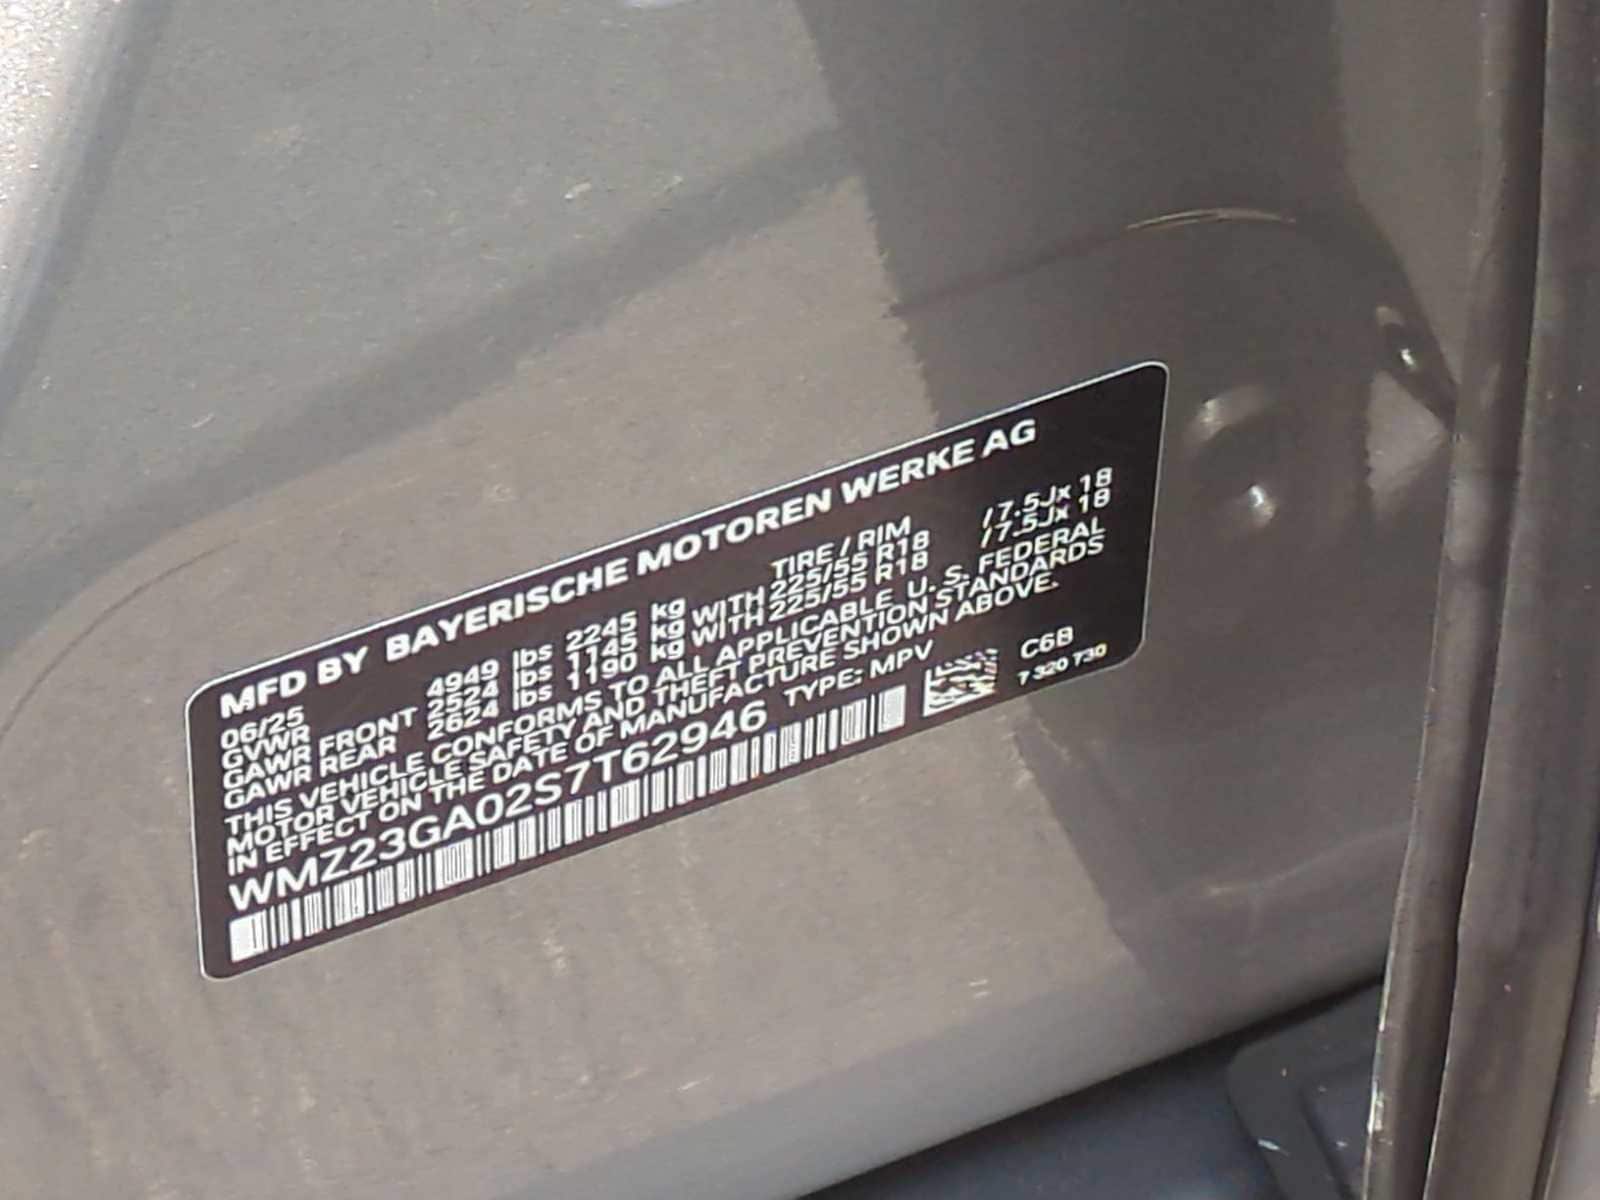 MFD BY BAYERISCHE MOTOREN WERKE AG
06/25 TIRE / RIM
GVWR 4949 lbs 2245 kg
GAWR FRONT 2524 lbs 1145 kg WITH 225/55 R18 / 7.5Jx 18
GAWR REAR 2624 lbs 1190 kg WITH 225/55 R18 / 7.5Jx 18
THIS VEHICLE CONFORMS TO ALL APPLICABLE U. S. FEDERAL
MOTOR VEHICLE SAFETY AND THEFT PREVENTION STANDARDS
IN EFFECT ON THE DATE OF MANUFACTURE SHOWN ABOVE.
WMZ23GA02S7T62946 TYPE: MPV C6B
7 320 730